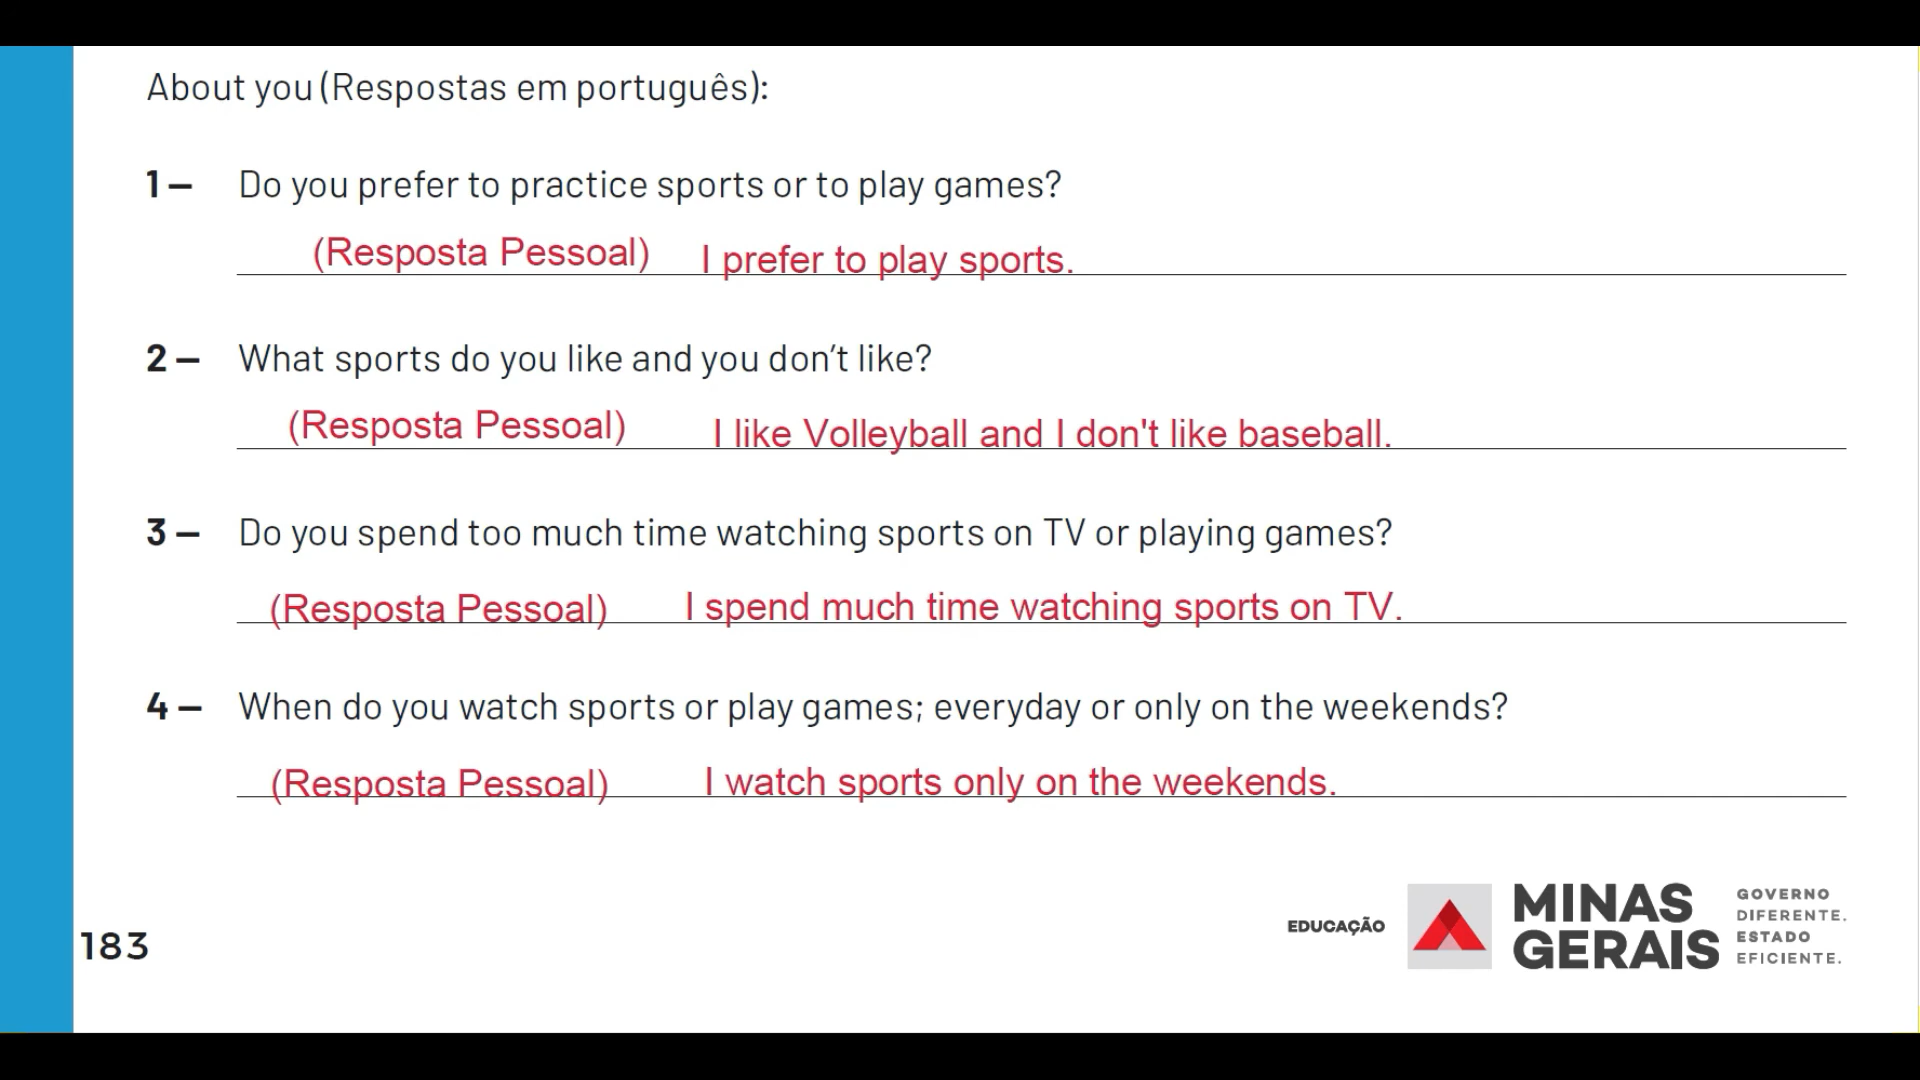 About you (Respostas em português):
1 – Do you prefer to practice sports or to play games?
(Resposta Pessoal) I prefer to play sports.
2 – What sports do you like and you don’t like?
(Resposta Pessoal) I like Volleyball and I don't like baseball.
3 – Do you spend too much time watching sports on TV or playing games?
(Resposta Pessoal) I spend much time watching sports on TV.
4 – When do you watch sports or play games; everyday or only on the weekends?
(Resposta Pessoal) I watch sports only on the weekends.
183
EDUCAÇÃO
MINAS
GERAIS
GOVERNO
DIFERENTE.
ESTADO
EFICIENTE.